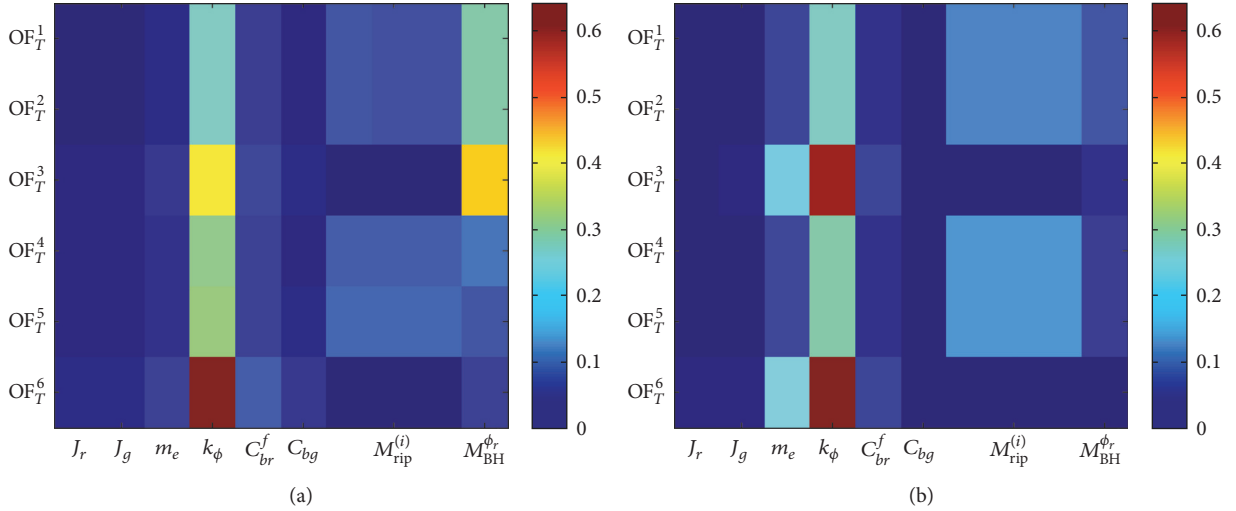 OF_T^1
OF_T^2
OF_T^3
OF_T^4
OF_T^5
OF_T^6
J_r J_g m_e k_ϕ C_br^f C_bg M_rip^(i) M_BH^ϕ_r
0.6
0.5
0.4
0.3
0.2
0.1
0
(a)
OF_T^1
OF_T^2
OF_T^3
OF_T^4
OF_T^5
OF_T^6
J_r J_g m_e k_ϕ C_br^f C_bg M_rip^(i) M_BH^ϕ_r
0.6
0.5
0.4
0.3
0.2
0.1
0
(b)